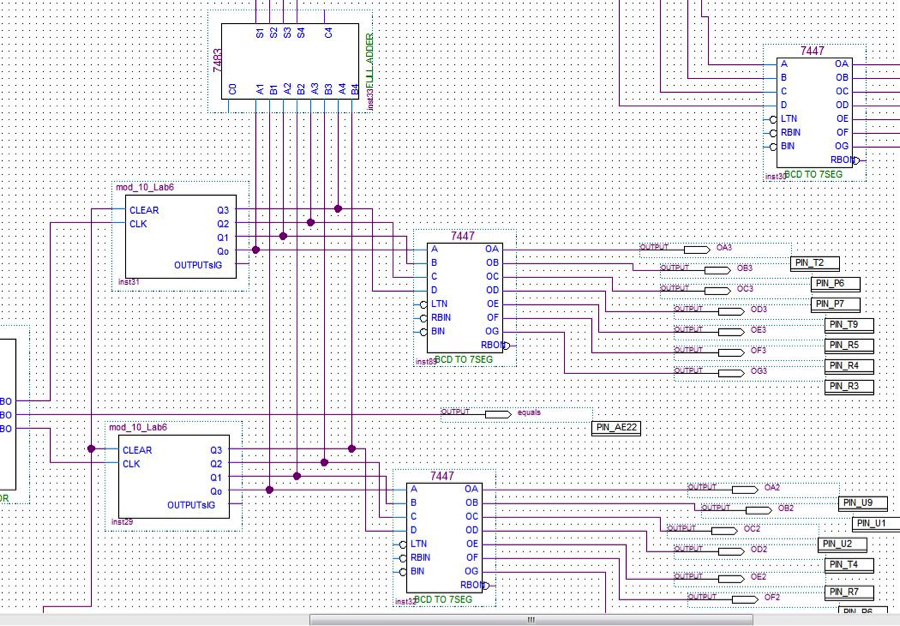 S1 S2 S3 S4 C4
7483
FULL ADDER
C0 A1 B1 A2 B2 A3 B3 A4 B4
inst33
7447
A OA
B OB
C OC
D OD
LTN OE
RBIN OF
BIN OG
RBON
inst30 BCD TO 7SEG
mod_10_Lab6
CLEAR Q3
CLK Q2
Q1
Qo
OUTPUTsIG
inst31
7447
A OA
B OB
C OC
D OD
LTN OE
RBIN OF
BIN OG
RBON
BCD TO 7SEG
OUTPUT OA3
PIN_T2
OUTPUT OB3
PIN_P6
OUTPUT OC3
PIN_P7
OUTPUT OD3
PIN_T9
OUTPUT OE3
PIN_R5
OUTPUT OF3
PIN_R4
OUTPUT OG3
PIN_R3
BO
BO
BO
OR
OUTPUT equals
PIN_AE22
mod_10_Lab6
CLEAR Q3
CLK Q2
Q1
Qo
OUTPUTsIG
inst29
7447
A OA
B OB
C OC
D OD
LTN OE
RBIN OF
BIN OG
RBON
inst32 BCD TO 7SEG
OUTPUT OA2
PIN_U9
OUTPUT OB2
PIN_U1
OUTPUT OC2
PIN_U2
OUTPUT OD2
PIN_T4
OUTPUT OE2
PIN_R7
OUTPUT OF2
PIN_R6